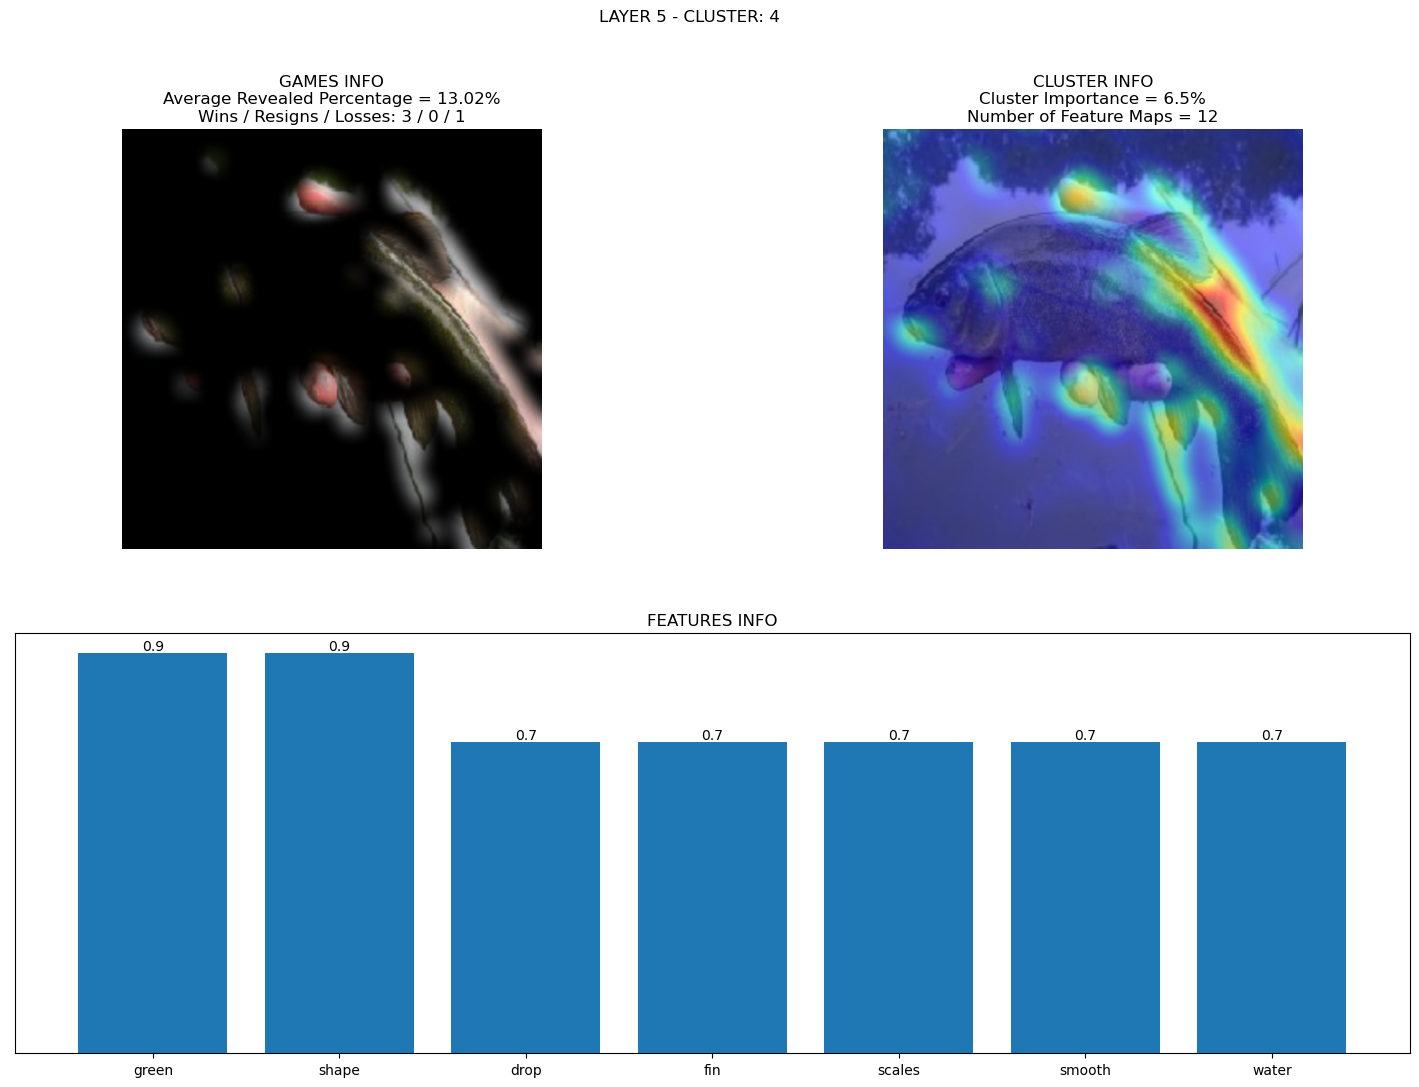 LAYER 5 - CLUSTER: 4
GAMES INFO
Average Revealed Percentage = 13.02%
Wins / Resigns / Losses: 3 / 0 / 1
CLUSTER INFO
Cluster Importance = 6.5%
Number of Feature Maps = 12
FEATURES INFO
0.9 0.9 0.7 0.7 0.7 0.7 0.7
green shape drop fin scales smooth water